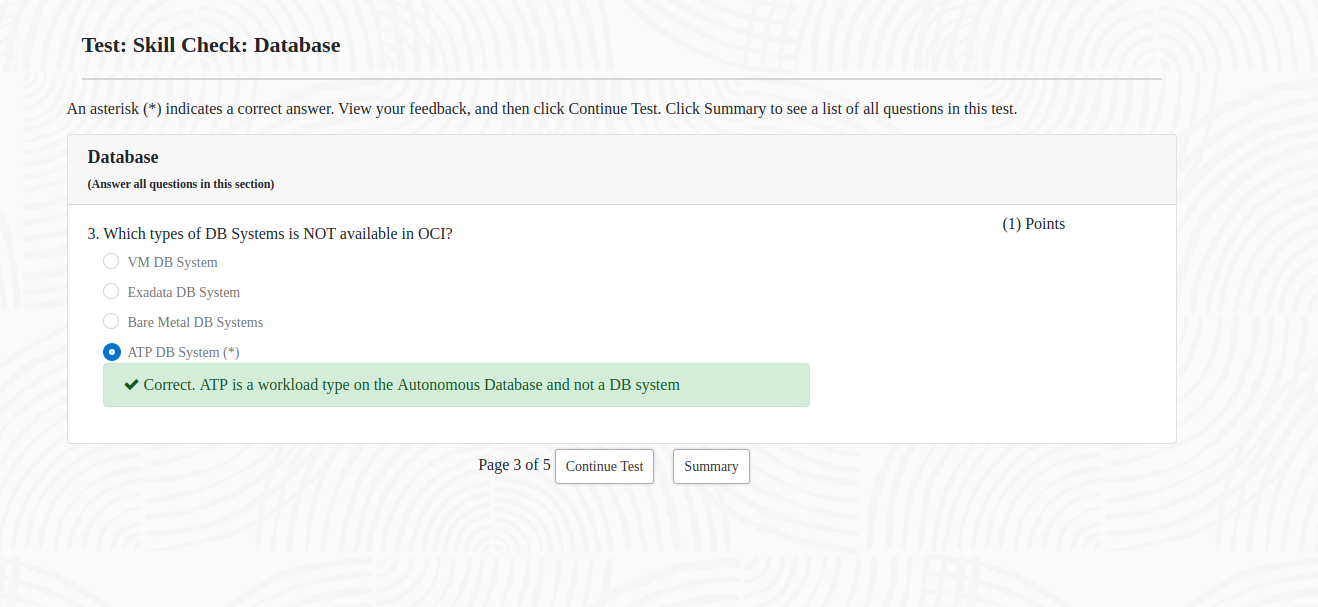 Test: Skill Check: Database
An asterisk (*) indicates a correct answer. View your feedback, and then click Continue Test. Click Summary to see a list of all questions in this test.
Database
(Answer all questions in this section)
3. Which types of DB Systems is NOT available in OCI?
(1) Points
VM DB System
Exadata DB System
Bare Metal DB Systems
ATP DB System (*)
Correct. ATP is a workload type on the Autonomous Database and not a DB system
Page 3 of 5 Continue Test Summary